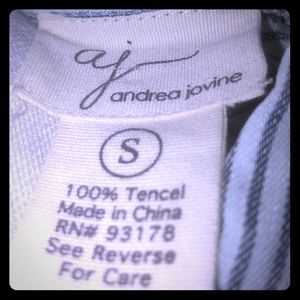 aj
andrea jovine
S
100% Tencel
Made in China
RN# 93178
See Reverse
For Care